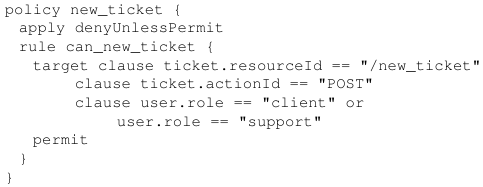 policy new_ticket {
  apply denyUnlessPermit
  rule can_new_ticket {
    target clause ticket.resourceId == "/new_ticket"
          clause ticket.actionId == "POST"
          clause user.role == "client" or
                 user.role == "support"
    permit
  }
}